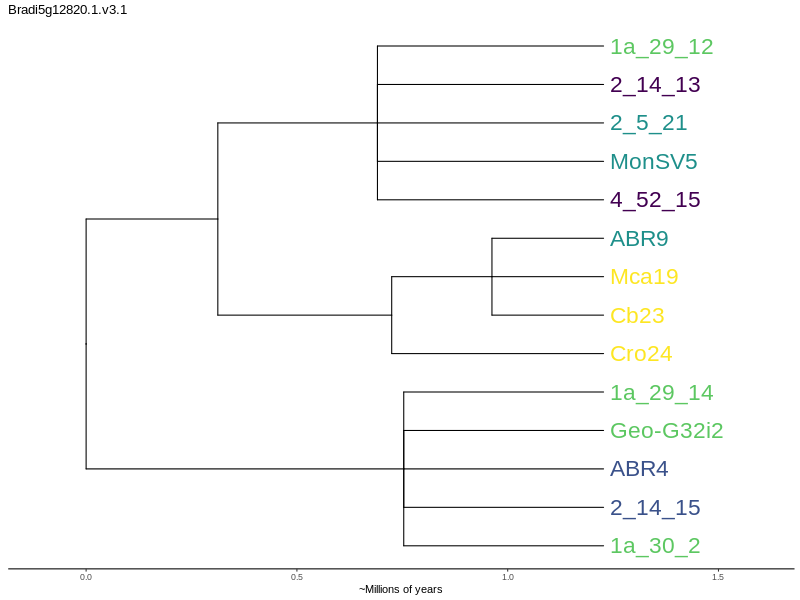 Bradi5g12820.1.v3.1
1a_29_12
2_14_13
2_5_21
MonSV5
4_52_15
ABR9
Mca19
Cb23
Cro24
1a_29_14
Geo-G32i2
ABR4
2_14_15
1a_30_2
0.0 0.5 1.0 1.5
~Millions of years